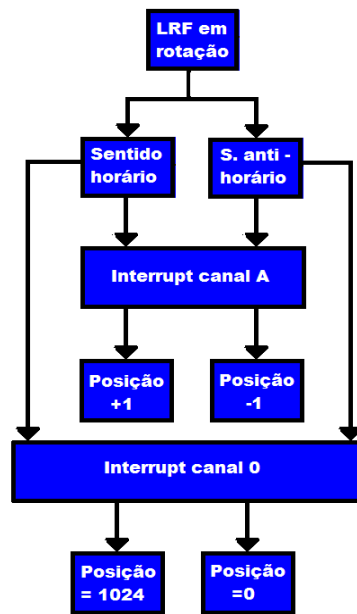 LRF em
rotação
Sentido
horário
S. anti -
horário
Interrupt canal A
Posição
+1
Posição
-1
Interrupt canal 0
Posição
= 1024
Posição
=0